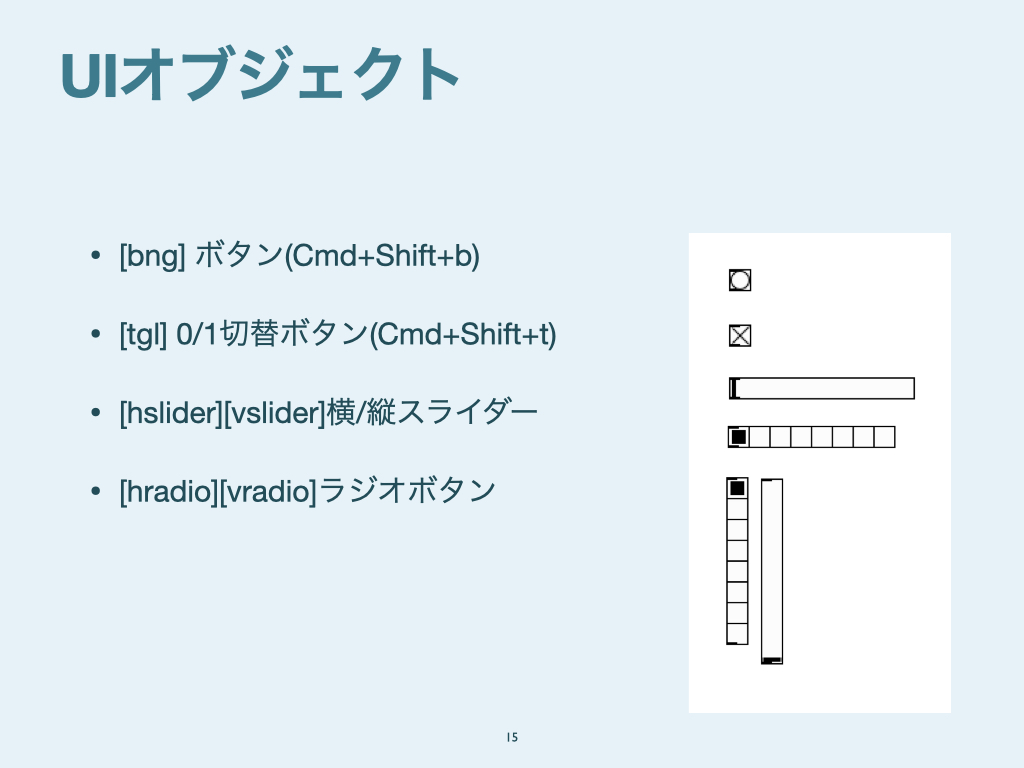 UIオブジェクト
• [bng] ボタン(Cmd+Shift+b)
• [tgl] 0/1切替ボタン(Cmd+Shift+t)
• [hslider][vslider]横/縦スライダー
• [hradio][vradio]ラジオボタン
15